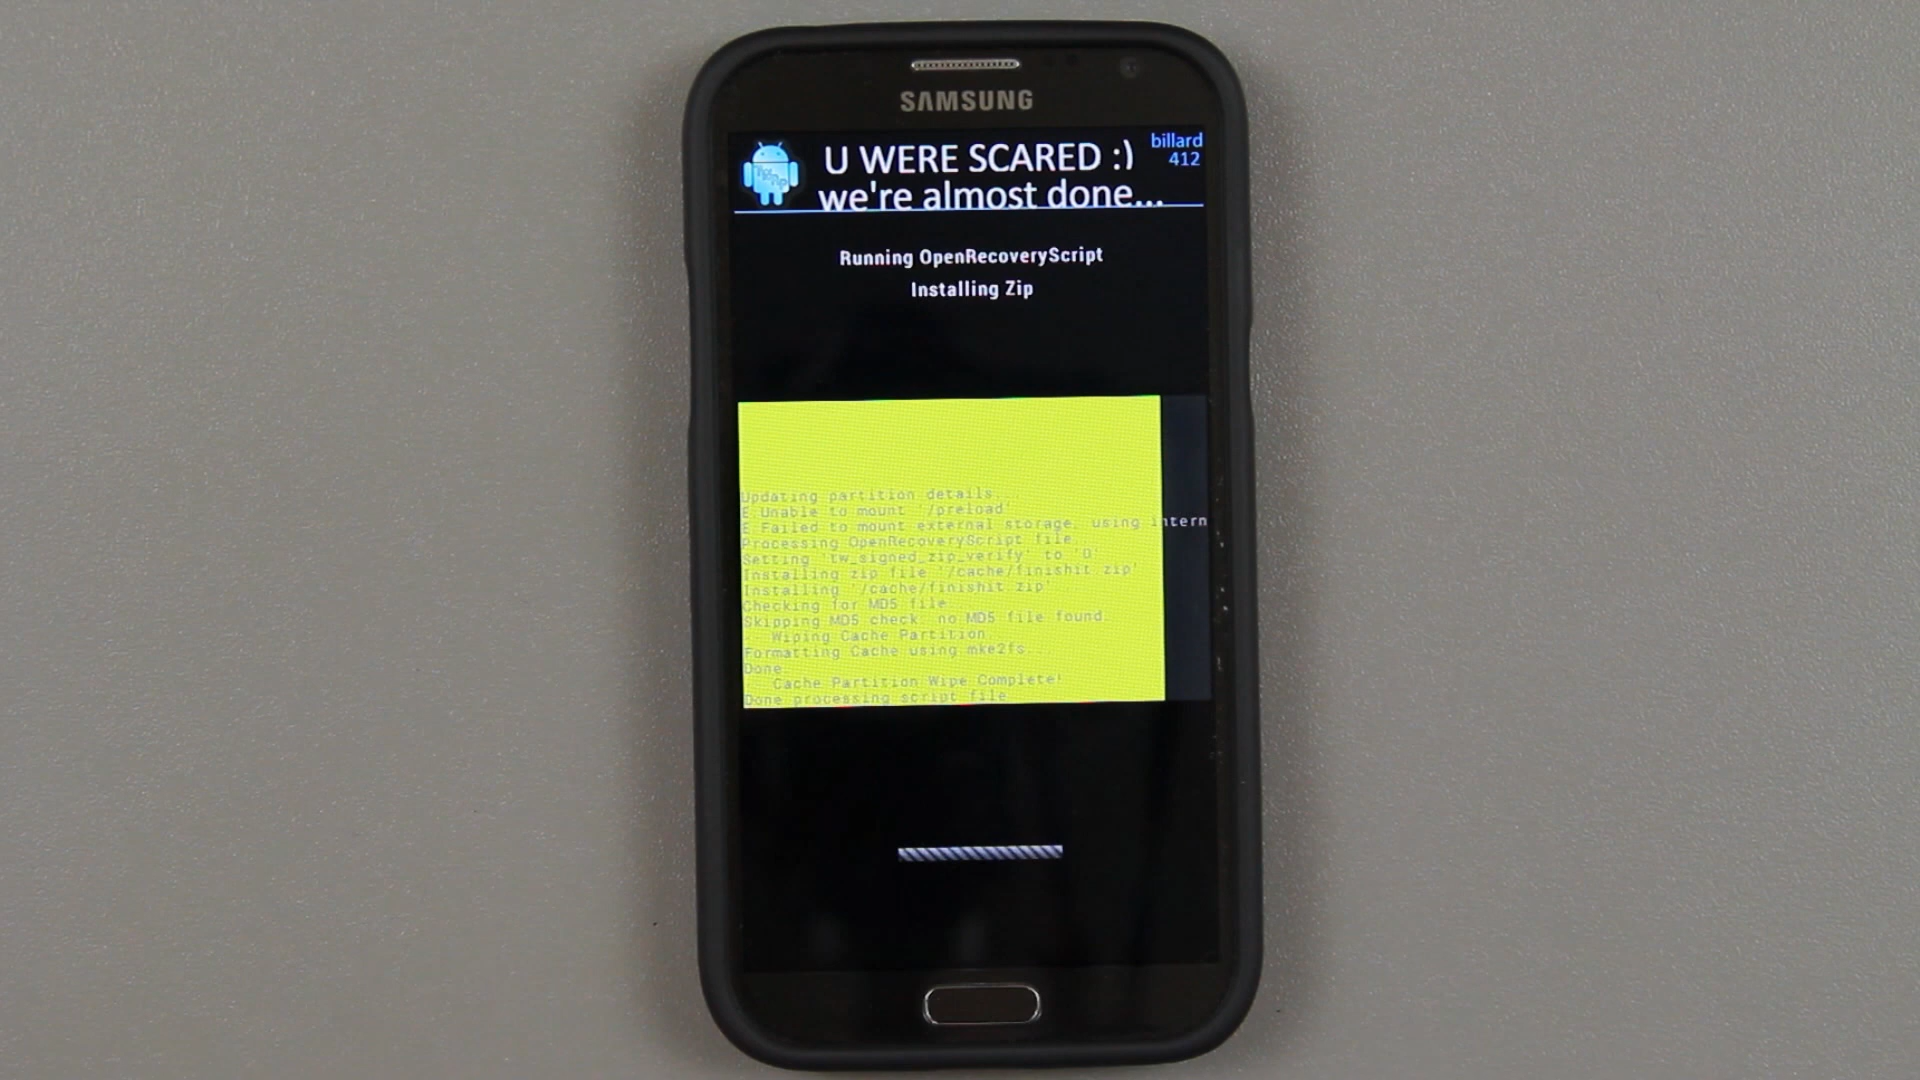 SAMSUNG
billard
412
U WERE SCARED :)
we're almost done...
Running OpenRecoveryScript
Installing Zip
Updating partition details...
E:Unable to mount '/preload'
E:Failed to mount external storage, using intern
Processing OpenRecoveryScript file.
Setting 'tw_signed_zip_verify' to '0'
Installing zip file '/cache/finishit.zip'
Installing '/cache/finishit.zip'
Checking for MD5 file
Skipping MD5 check: no MD5 file found.
Wiping Cache Partition
Formatting Cache using mke2fs...
Done.
Cache Partition Wipe Complete!
Done processing script file